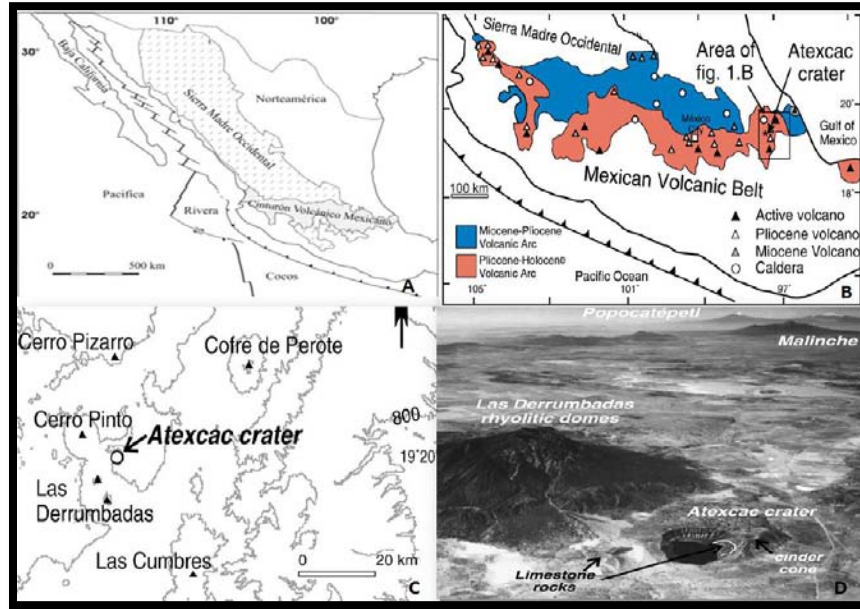 110°
100°
30°
Baja California
Sierra Madre Occidental
Norteamérica
Pacifica
Rivera
Cinturón Volcánico Mexicano
20°
0
500 km
Cocos
A
Sierra Madre
Occidental
Area of
fig. 1.B
Atexcac
crater
20°
México
City
Gulf of
Mexico
18°
Mexican Volcanic Belt
100 km
Miocene-Pliocene
Volcanic Arc
Pliocene-Holocene
Volcanic Arc
Active volcano
Pliocene volcano
Miocene Volcano
Caldera
Pacific Ocean
106°
101°
97°
B
Cerro Pizarro
Cofre de Perote
Cerro Pinto
Atexcac crater
800
19°20'
Las
Derrumbadas
Las Cumbres
0
20 km
C
Popocatépetl
Malinche
Las Derrumbadas
rhyolitic domes
Atexcac crater
cinder
cone
Limestone
rocks
D